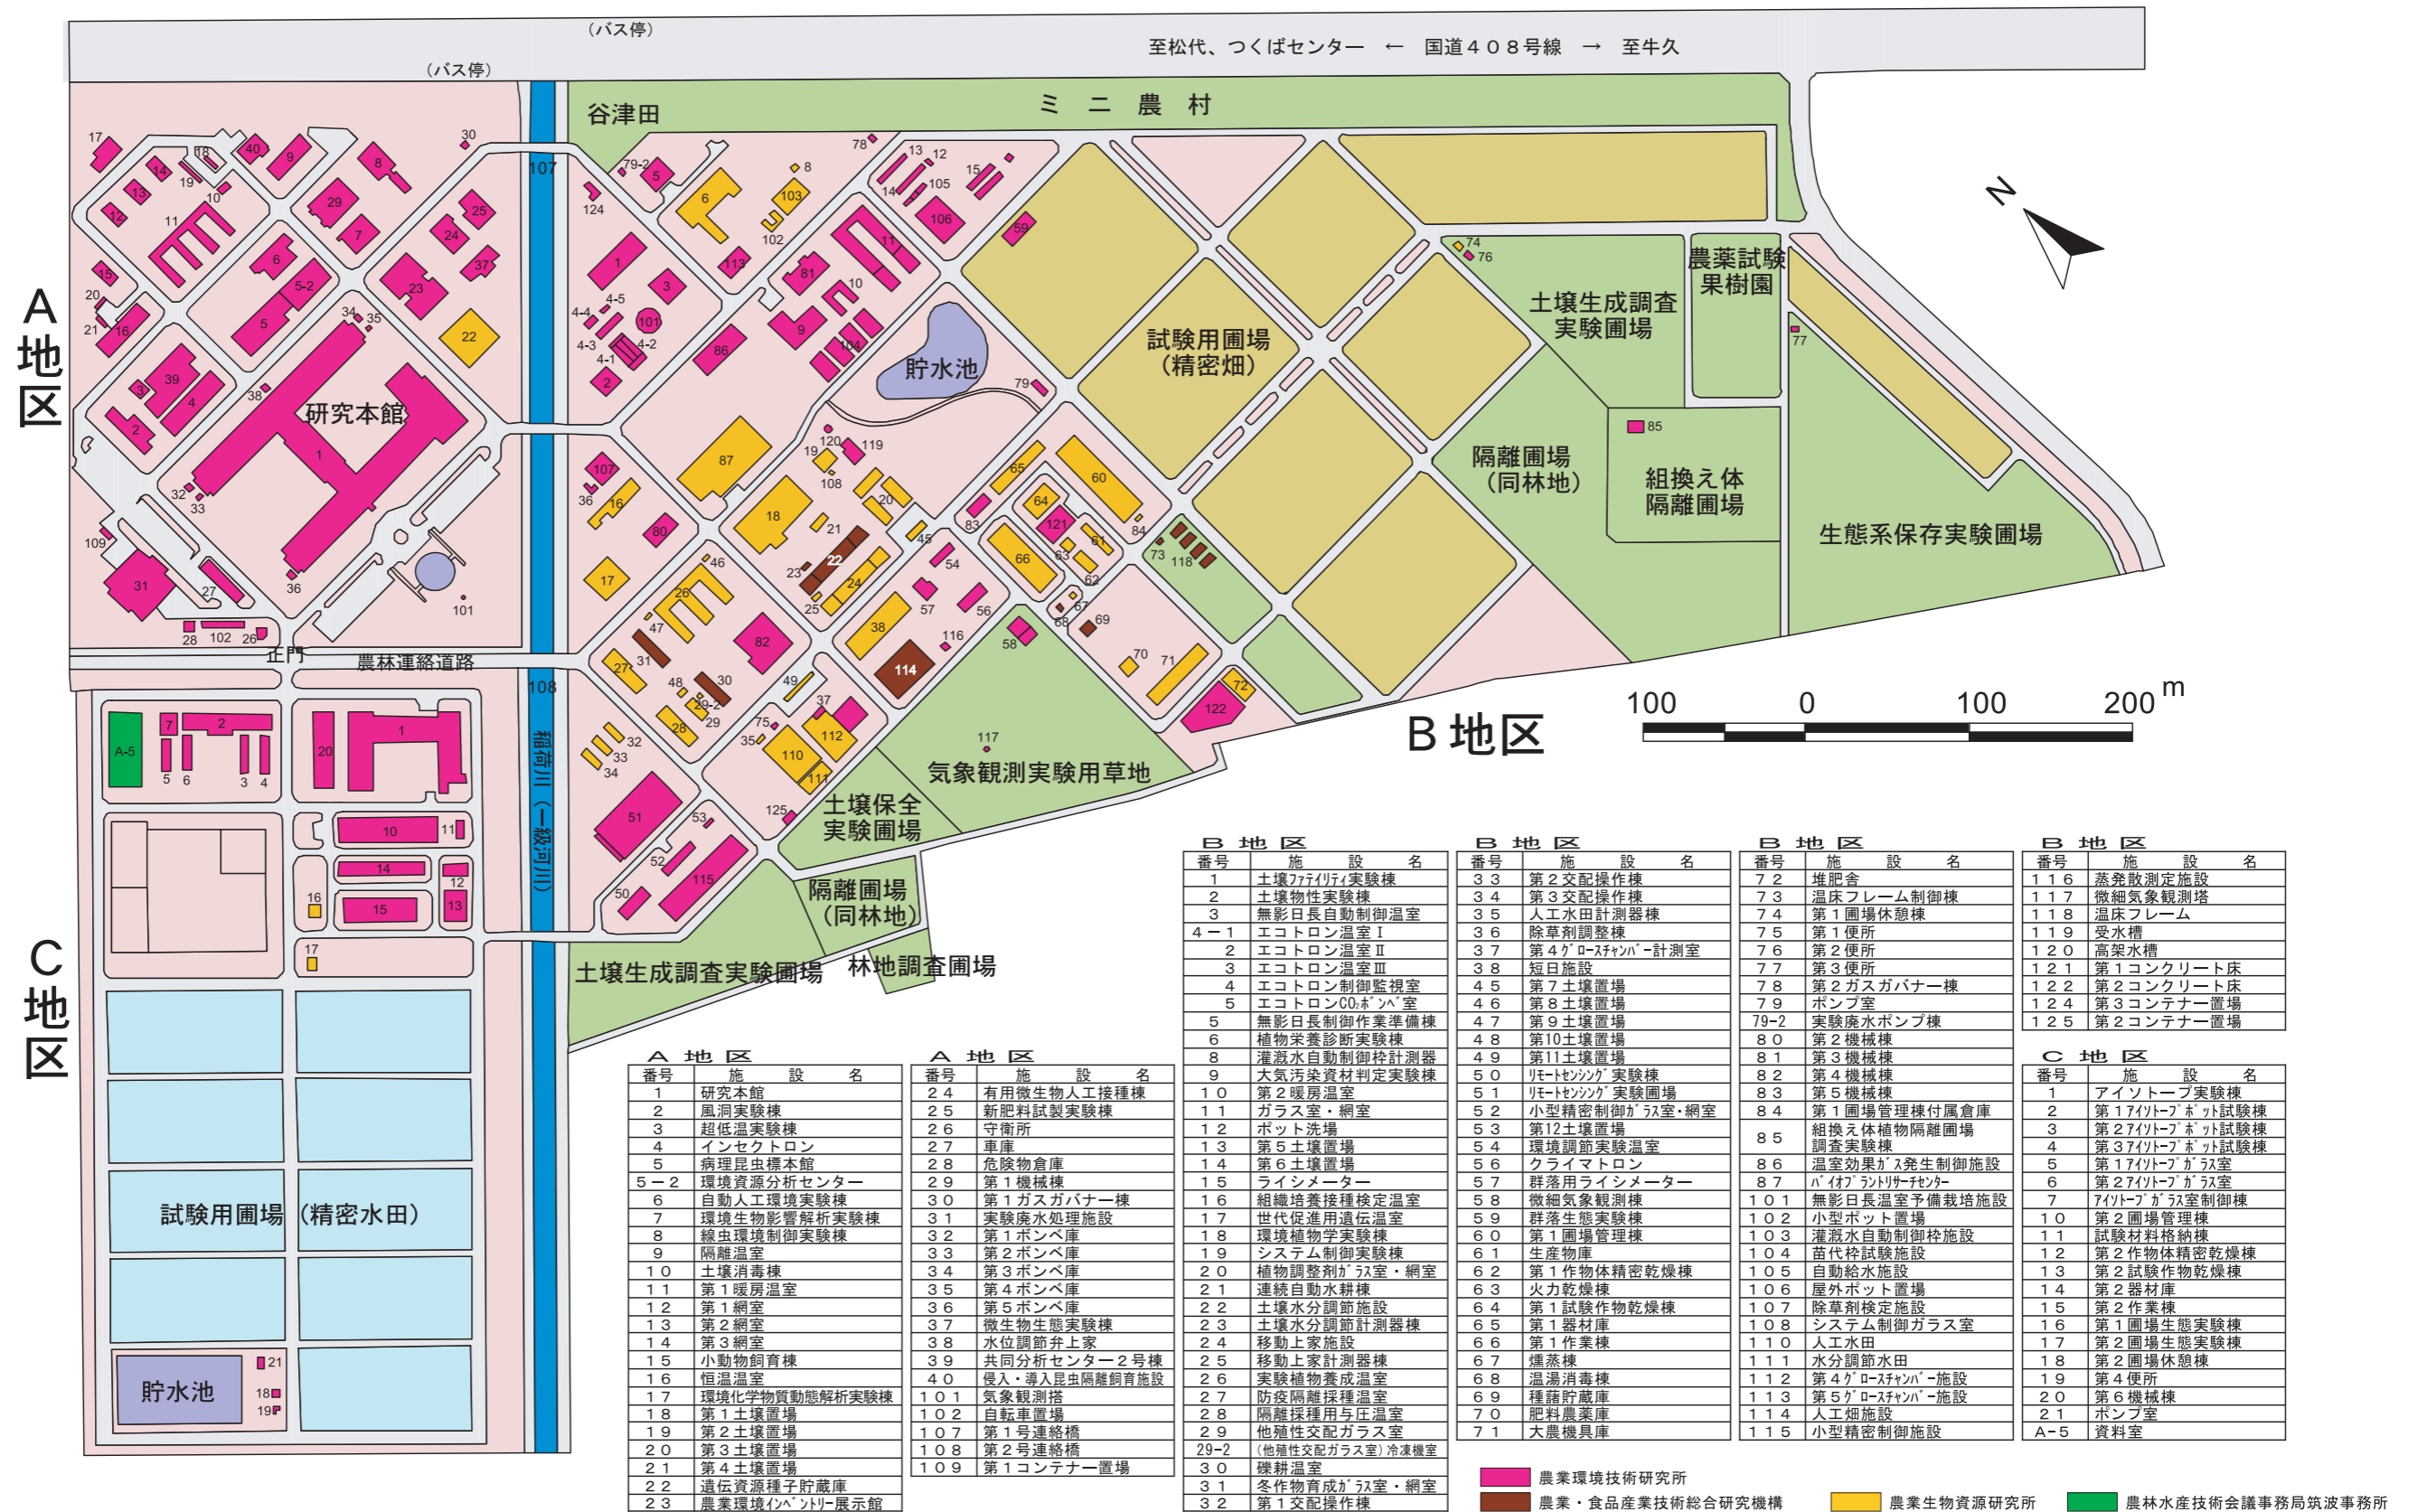 (バス停)
至松代、つくばセンター ← 国道408号線 → 至牛久
(バス停)
谷津田
ミニ農村
N
A地区
研究本館
貯水池
試験用圃場
(精密畑)
土壌生成調査
実験圃場
農薬試験
果樹園
隔離圃場
(同林地)
組換え体
隔離圃場
生態系保存実験圃場
正門
農林連絡道路
107
108
稲荷川(一級河川)
100 0 100 200 m
B地区
気象観測実験用草地
土壌保全
実験圃場
隔離圃場
(同林地)
土壌生成調査実験圃場
林地調査圃場
C地区
試験用圃場(精密水田)
貯水池
A地区
番号 施設名
1 研究本館
2 風洞実験棟
3 超低温実験棟
4 インセクトロン
5 病理昆虫標本館
5-2 環境資源分析センター
6 自動人工環境実験棟
7 環境生物影響解析実験棟
8 線虫環境制御実験棟
9 隔離温室
10 土壌消毒棟
11 第1暖房温室
12 第1網室
13 第2網室
14 第3網室
15 小動物飼育棟
16 恒温温室
17 環境化学物質動態解析実験棟
18 第1土壌置場
19 第2土壌置場
20 第3土壌置場
21 第4土壌置場
22 遺伝資源種子貯蔵庫
23 農業環境インベントリー展示館
A地区
番号 施設名
24 有用微生物人工接種棟
25 新肥料試製実験棟
26 守衛所
27 車庫
28 危険物倉庫
29 第1機械棟
30 第1ガスガバナー棟
31 実験廃水処理施設
32 第1ボンベ庫
33 第2ボンベ庫
34 第3ボンベ庫
35 第4ボンベ庫
36 第5ボンベ庫
37 微生物生態実験棟
38 水位調節弁上家
39 共同分析センター2号棟
40 侵入・導入昆虫隔離飼育施設
101 気象観測搭
102 自転車置場
107 第1号連絡橋
108 第2号連絡橋
109 第1コンテナー置場
B地区
番号 施設名
1 土壌ファティリティ実験棟
2 土壌物性実験棟
3 無影日長自動制御温室
4-1 エコトロン温室Ⅰ
2 エコトロン温室Ⅱ
3 エコトロン温室Ⅲ
4 エコトロン制御監視室
5 エコトロンCO₂ボンベ室
5 無影日長制御作業準備棟
6 植物栄養診断実験棟
8 灌漑水自動制御枠計測器
9 大気汚染資材判定実験棟
10 第2暖房温室
11 ガラス室・網室
12 ポット洗場
13 第5土壌置場
14 第6土壌置場
15 ライシメーター
16 組織培養接種検定温室
17 世代促進用遺伝温室
18 環境植物学実験棟
19 システム制御実験棟
20 植物調整剤ガラス室・網室
21 連続自動水耕棟
22 土壌水分調節施設
23 土壌水分調節計測器棟
24 移動上家施設
25 移動上家計測器棟
26 実験植物養成温室
27 防疫隔離採種温室
28 隔離採種用与圧温室
29 他殖性交配ガラス室
29-2 (他殖性交配ガラス室)冷凍機室
30 礫耕温室
31 冬作物育成ガラス室・網室
32 第1交配操作棟
B地区
番号 施設名
33 第2交配操作棟
34 第3交配操作棟
35 人工水田計測器棟
36 除草剤調整棟
37 第4グロースチャンバー計測室
38 短日施設
45 第7土壌置場
46 第8土壌置場
47 第9土壌置場
48 第10土壌置場
49 第11土壌置場
50 リモートセンシング実験棟
51 リモートセンシング実験圃場
52 小型精密制御ガラス室・網室
53 第12土壌置場
54 環境調節実験温室
56 クライマトロン
57 群落用ライシメーター
58 微細気象観測棟
59 群落生態実験棟
60 第1圃場管理棟
61 生産物庫
62 第1作物体精密乾燥棟
63 火力乾燥棟
64 第1試験作物乾燥棟
65 第1器材庫
66 第1作業棟
67 燻蒸棟
68 温湯消毒棟
69 種藷貯蔵庫
70 肥料農薬庫
71 大農機具庫
B地区
番号 施設名
72 堆肥舎
73 温床フレーム制御棟
74 第1圃場休憩棟
75 第1便所
76 第2便所
77 第3便所
78 第2ガスガバナー棟
79 ポンプ室
79-2 実験廃水ポンプ棟
80 第2機械棟
81 第3機械棟
82 第4機械棟
83 第5機械棟
84 第1圃場管理棟付属倉庫
85 組換え体植物隔離圃場
調査実験棟
86 温室効果ガス発生制御施設
87 バイオプラントリサーチセンター
101 無影日長温室予備栽培施設
102 小型ポット置場
103 灌漑水自動制御枠施設
104 苗代枠試験施設
105 自動給水施設
106 屋外ポット置場
107 除草剤検定施設
108 システム制御ガラス室
110 人工水田
111 水分調節水田
112 第4グロースチャンバー施設
113 第5グロースチャンバー施設
114 人工畑施設
115 小型精密制御施設
B地区
番号 施設名
116 蒸発散測定施設
117 微細気象観測塔
118 温床フレーム
119 受水槽
120 高架水槽
121 第1コンクリート床
122 第2コンクリート床
124 第3コンテナー置場
125 第2コンテナー置場
C地区
番号 施設名
1 アイソトープ実験棟
2 第1アイソトープポット試験棟
3 第2アイソトープポット試験棟
4 第3アイソトープポット試験棟
5 第1アイソトープガラス室
6 第2アイソトープガラス室
7 アイソトープガラス室制御棟
10 第2圃場管理棟
11 試験材料格納棟
12 第2作物体精密乾燥棟
13 第2試験作物乾燥棟
14 第2器材庫
15 第2作業棟
16 第1圃場生態実験棟
17 第2圃場生態実験棟
18 第2圃場休憩棟
19 第4便所
20 第6機械棟
21 ポンプ室
A-5 資料室
農業環境技術研究所
農業・食品産業技術総合研究機構
農業生物資源研究所
農林水産技術会議事務局筑波事務所